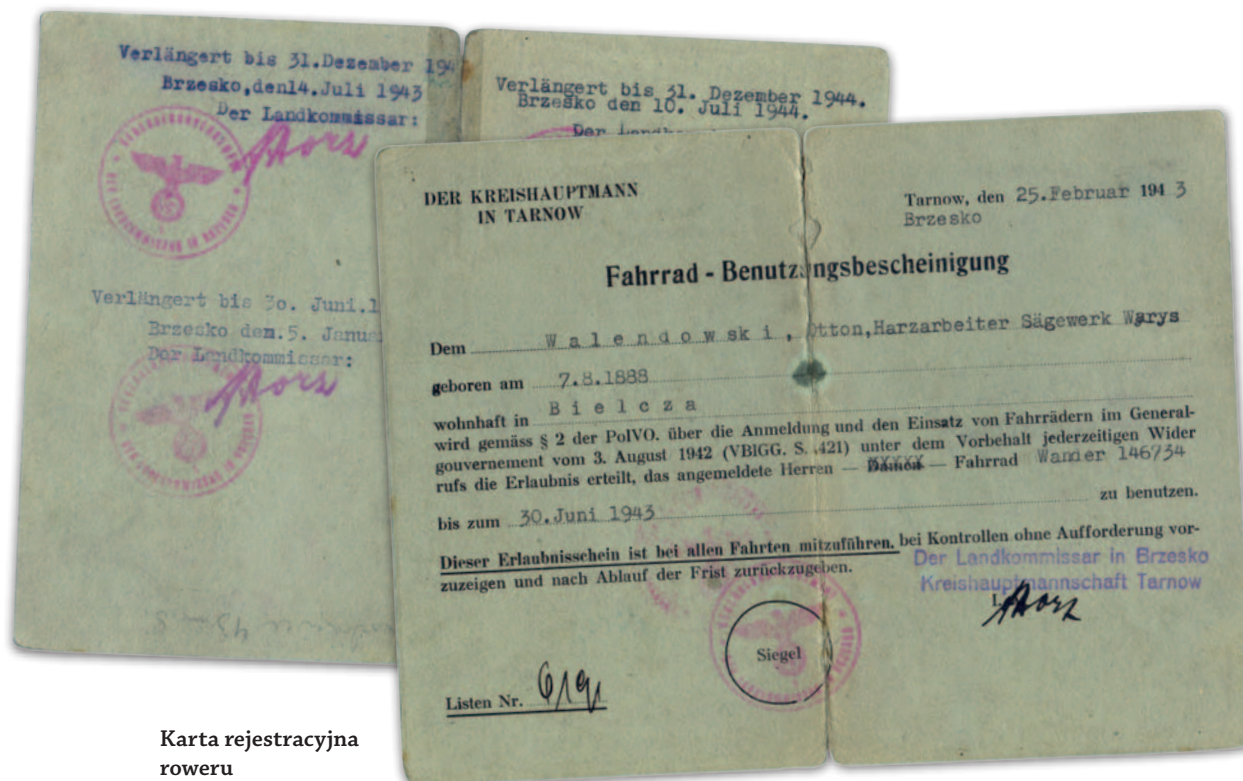 Verlängert bis 31.Dezember 194
Brzesko,den14.Juli 1943
Der Landkommissar:
Verlängert bis 3o. Juni.1
Brzesko dem.5. Janua
Der Landkommissar:
Verlängert bis 31. Dezember 1944.
Brzesko den 10. Juli 1944.
Der
DER KREISHAUPTMANN
IN TARNOW
Tarnow, den 25.Februar 194 3
Brzesko
Fahrrad - Benutzungsbescheinigung
Dem W a l e n d o w s k i , Otton,Harzarbeiter Sägewerk Warys
geboren am 7.8.1888
wohnhaft in B i e l c z a
wird gemäss § 2 der PolVO. über die Anmeldung und den Einsatz von Fahrrädern im General-
gouvernement vom 3. August 1942 (VBlGG. S. 421) unter dem Vorbehalt jederzeitigen Wider
rufs die Erlaubnis erteilt, das angemeldete Herren — Damen — Fahrrad Wander 146734
bis zum 30.Juni 1943 zu benutzen.
Dieser Erlaubnisschein ist bei allen Fahrten mitzuführen, bei Kontrollen ohne Aufforderung vor-
zuzeigen und nach Ablauf der Frist zurückzugeben.
Der Landkommissar in Brzesko
Kreishauptmannschaft Tarnow
Siegel
Listen Nr. 6191
Karta rejestracyjna
roweru